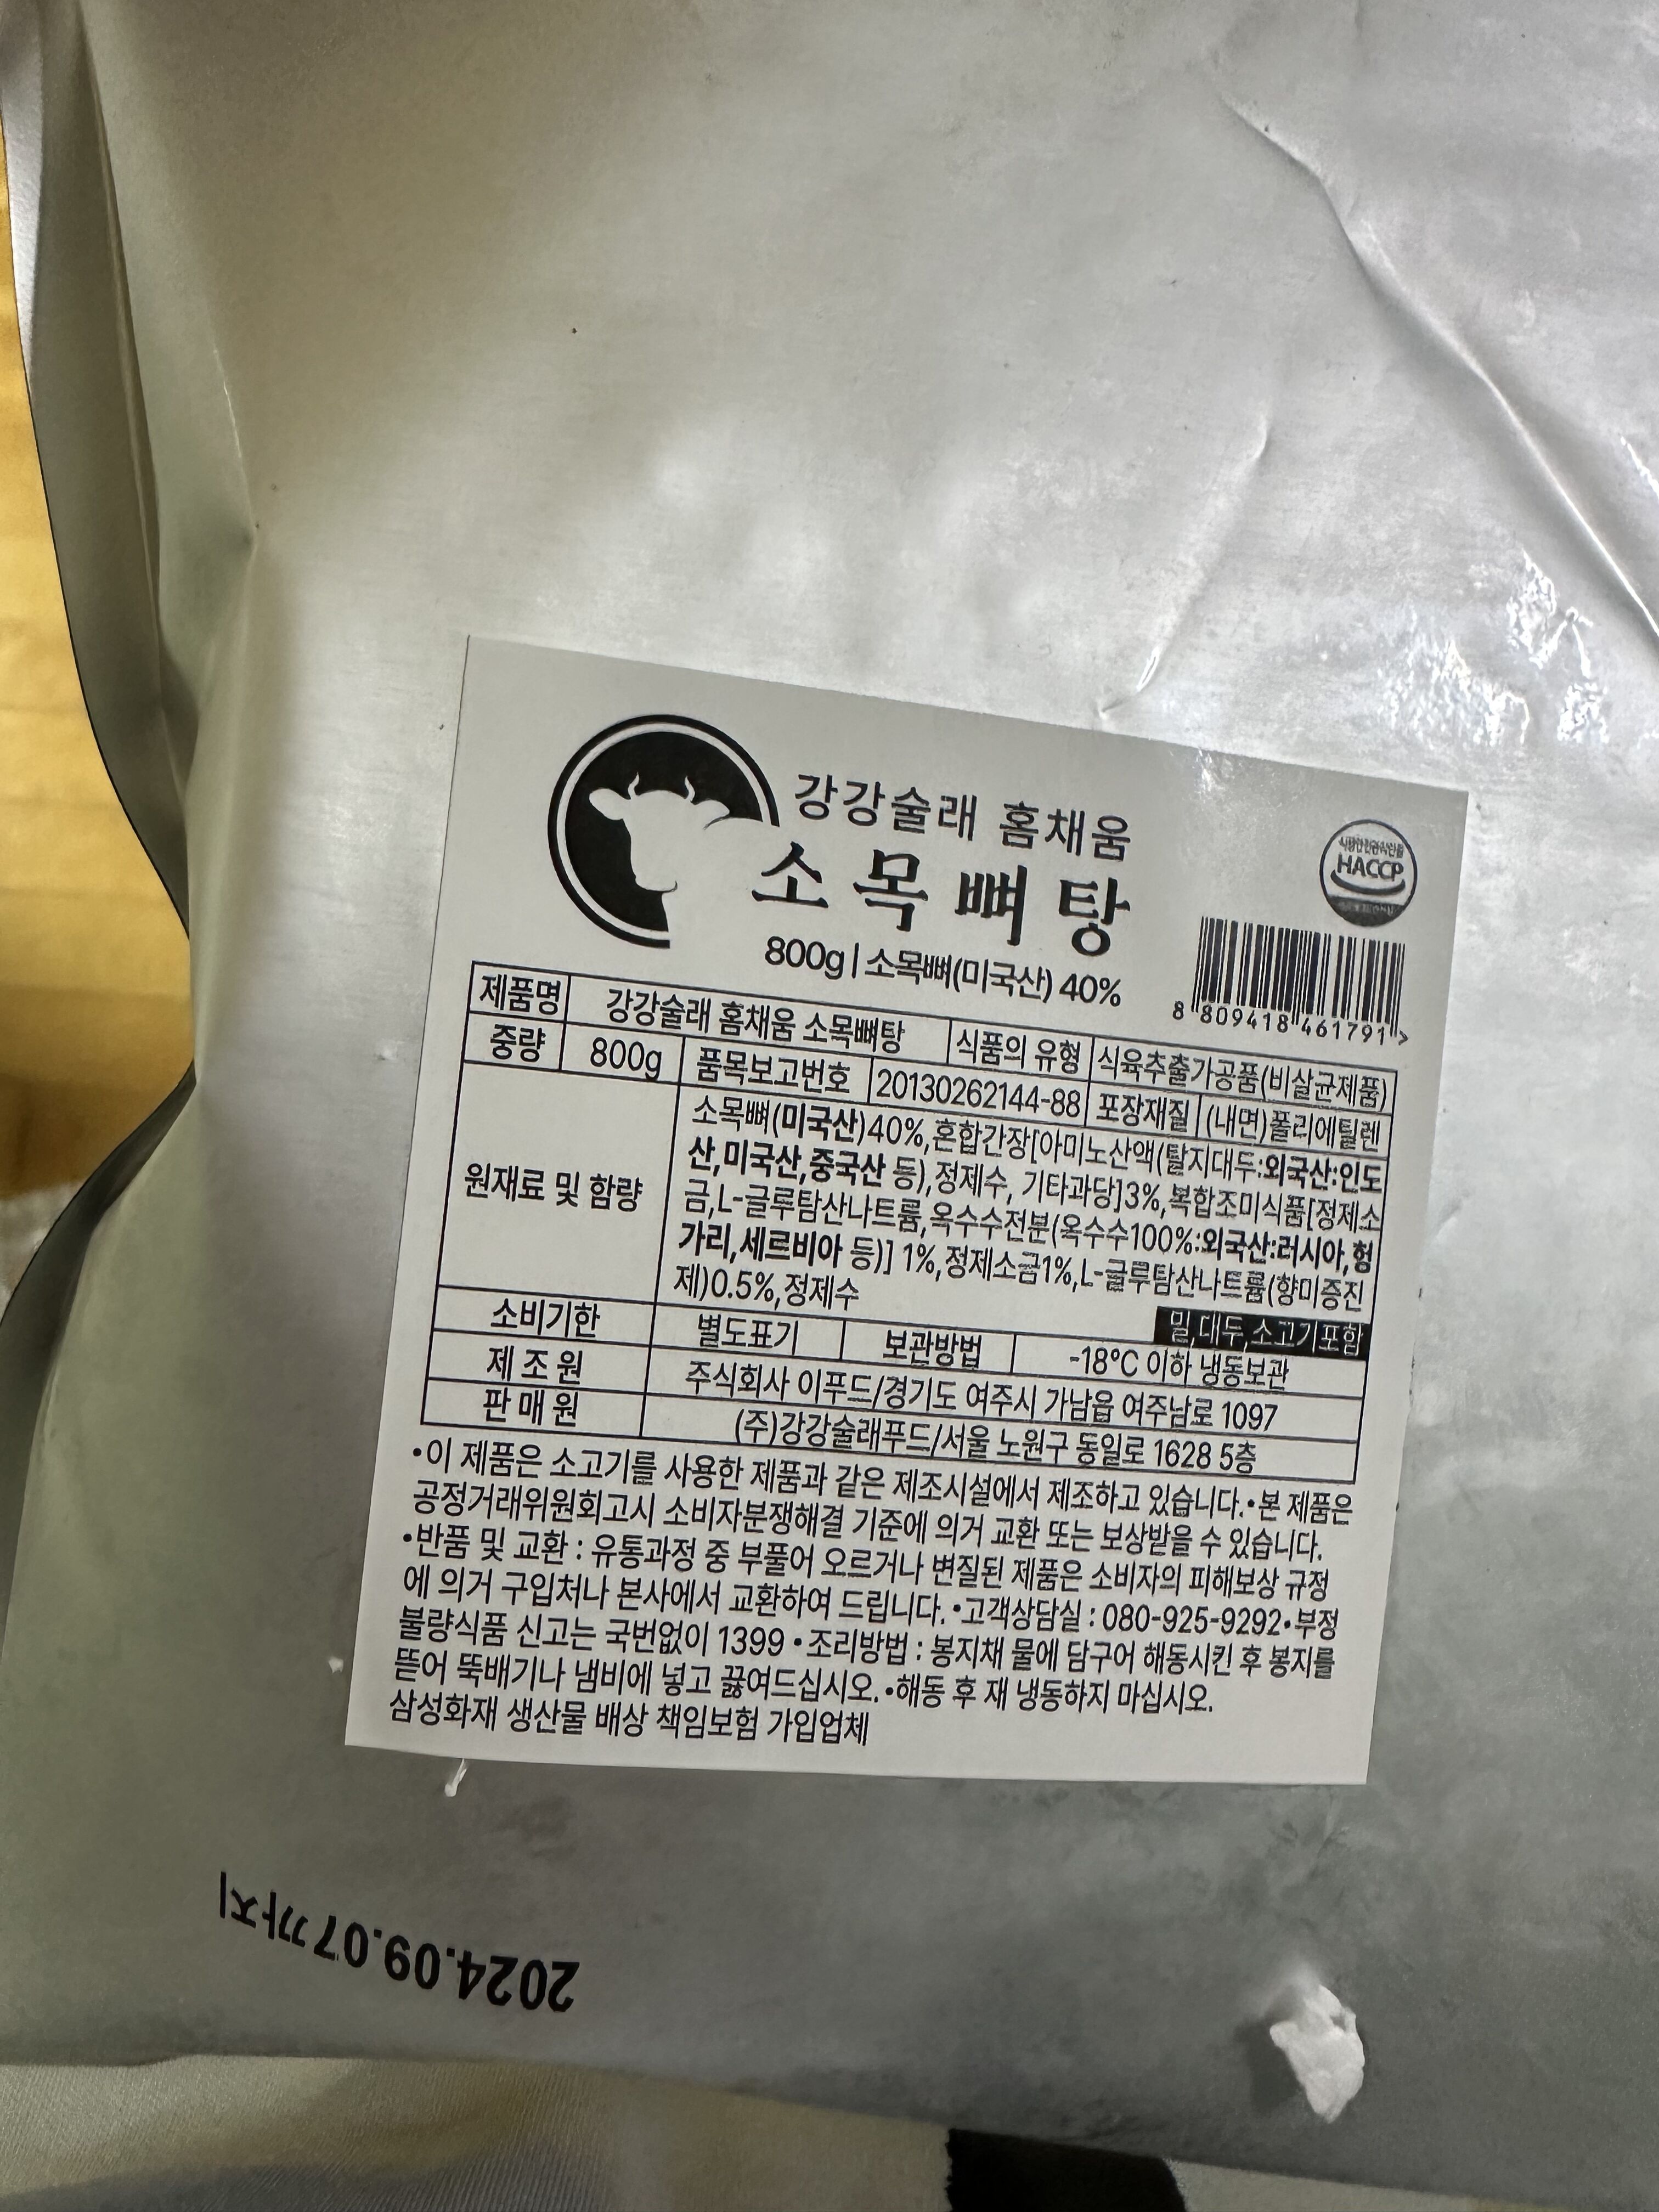 강강술래 홈채움
소목뼈탕
800g | 소목뼈(미국산) 40%
HACCP
8 809418 461791 >
제품명 강강술래 홈채움 소목뼈탕 식품의 유형 식육추출가공품(비살균제품)
중량 800g 품목보고번호 20130262144-88 포장재질 (내면)폴리에틸렌
원재료 및 함량
소목뼈(미국산)40%,혼합간장[아미노산액(탈지대두:외국산:인도
산,미국산,중국산 등),정제수, 기타과당]3%,복합조미식품[정제소
금,L-글루탐산나트륨,옥수수전분(옥수수100%:외국산:러시아,헝
가리,세르비아 등)] 1%,정제소금1%,L-글루탐산나트륨(향미증진
제)0.5%,정제수
밀,대두,소고기포함
소비기한 별도표기 보관방법 -18°C 이하 냉동보관
제 조 원 주식회사 이푸드/경기도 여주시 가남읍 여주남로 1097
판 매 원 (주)강강술래푸드/서울 노원구 동일로 1628 5층
•이 제품은 소고기를 사용한 제품과 같은 제조시설에서 제조하고 있습니다.•본 제품은
공정거래위원회고시 소비자분쟁해결 기준에 의거 교환 또는 보상받을 수 있습니다.
•반품 및 교환 : 유통과정 중 부풀어 오르거나 변질된 제품은 소비자의 피해보상 규정
에 의거 구입처나 본사에서 교환하여 드립니다. •고객상담실 : 080-925-9292•부정
불량식품 신고는 국번없이 1399 • 조리방법 : 봉지채 물에 담구어 해동시킨 후 봉지를
뜯어 뚝배기나 냄비에 넣고 끓여드십시오. •해동 후 재 냉동하지 마십시오.
삼성화재 생산물 배상 책임보험 가입업체
2024.09.07까지